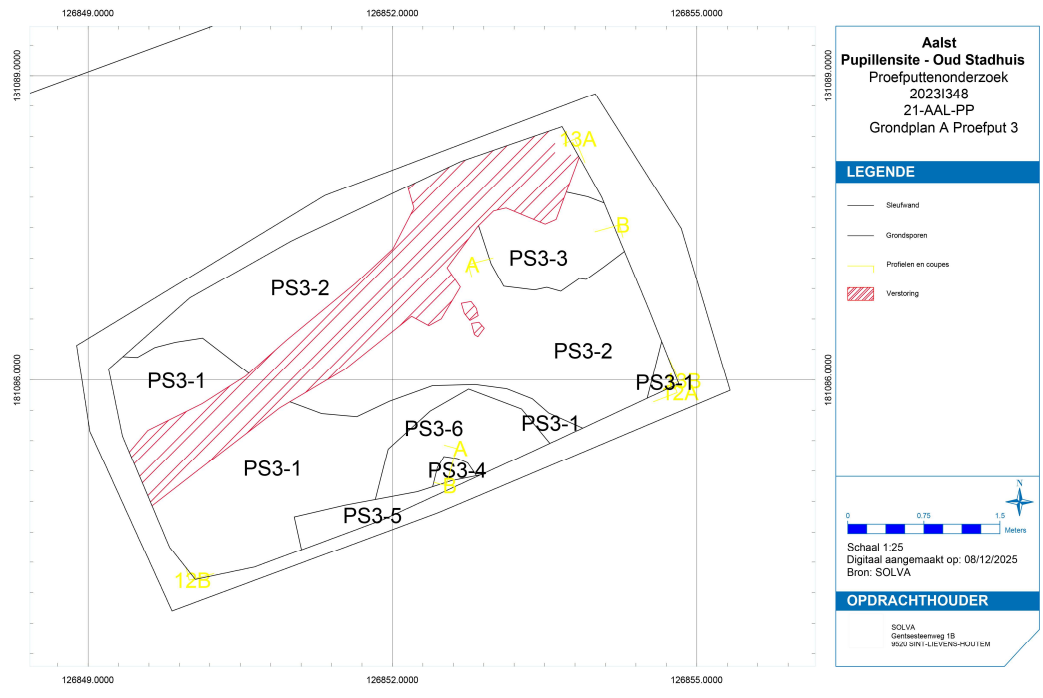 126849.0000
126852.0000
126855.0000
131089.0000
131089.0000
181086.0000
181086.0000
13A
B
PS3-3
A
PS3-2
PS3-2
PS3-1
PS3-1
12A
PS3-6
PS3-1
A
PS3-1
PS3-4
B
PS3-5
12B
126849.0000
126852.0000
126855.0000
Aalst
Pupillensite - Oud Stadhuis
Proefputtenonderzoek
2023I348
21-AAL-PP
Grondplan A Proefput 3
LEGENDE
Sleufwand
Grondsporen
Profielen en coupes
Verstoring
N
0 0.75 1.5
Meters
Schaal 1:25
Digitaal aangemaakt op: 08/12/2025
Bron: SOLVA
OPDRACHTHOUDER
SOLVA
Gentsesteenweg 1B
9520 SINT-LIEVENS-HOUTEM